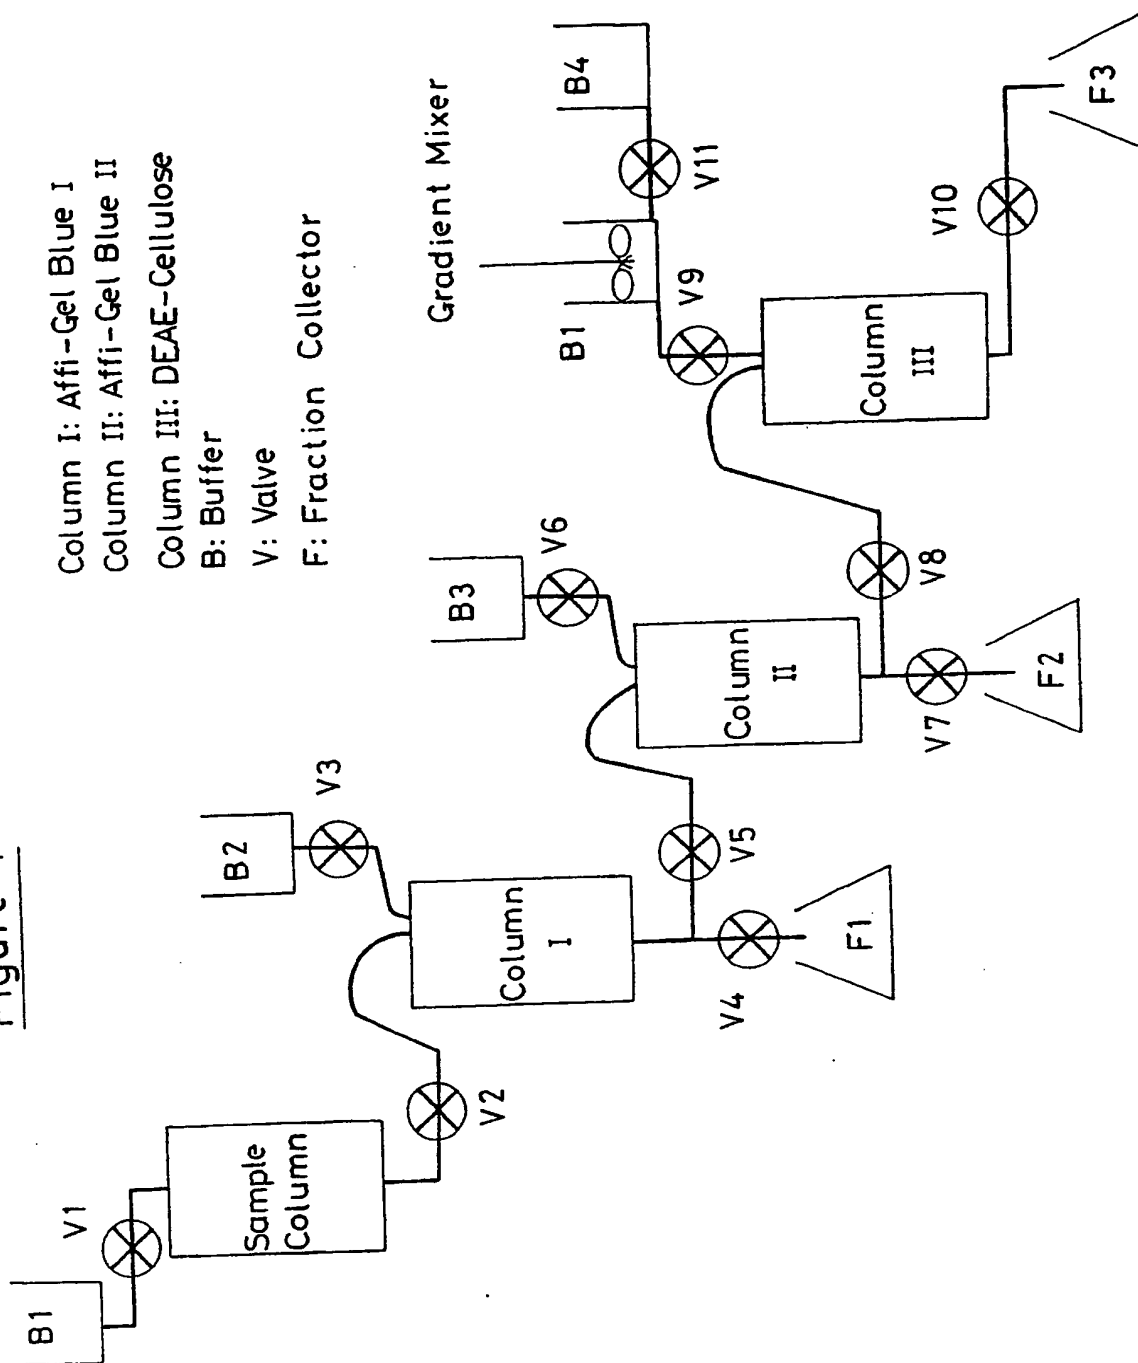 Figure
Column I: Affi-Gel Blue I
Column II: Affi-Gel Blue II
Column III: DEAE-Cellulose
B: Buffer
V: Valve
F: Fraction Collector
Gradient Mixer
B1
V1
Sample
Column
V2
B2
V3
Column
I
V4
F1
V5
B3
V6
Column
II
V7
F2
V8
B1
V9
B4
V11
Column
III
V10
F3